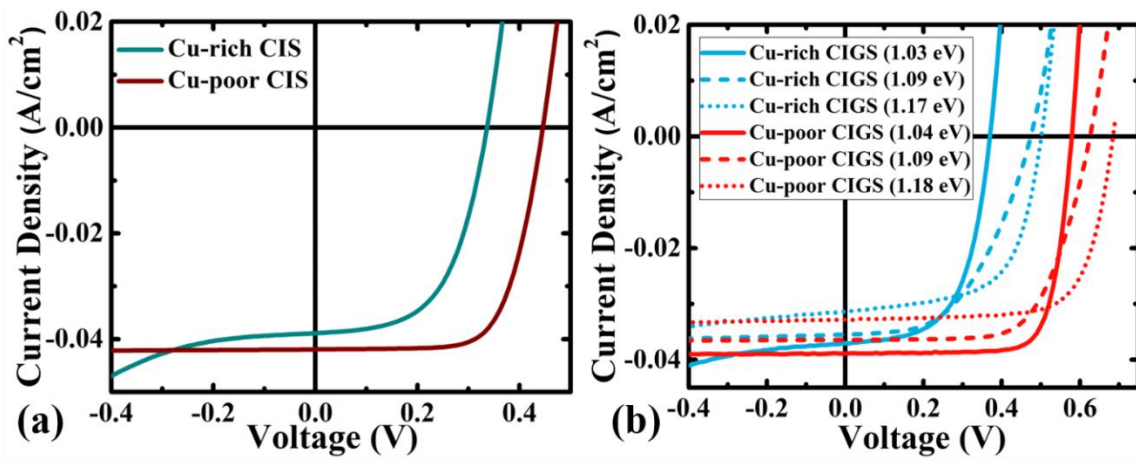 0.02
0.00
-0.02
-0.04
Current Density (A/cm²)
Cu-rich CIS
Cu-poor CIS
-0.4
-0.2
0.0
0.2
0.4
(a)
Voltage (V)
0.02
0.00
-0.02
-0.04
Current Density (A/cm²)
Cu-rich CIGS (1.03 eV)
Cu-rich CIGS (1.09 eV)
Cu-rich CIGS (1.17 eV)
Cu-poor CIGS (1.04 eV)
Cu-poor CIGS (1.09 eV)
Cu-poor CIGS (1.18 eV)
-0.4
-0.2
0.0
0.2
0.4
0.6
(b)
Voltage (V)